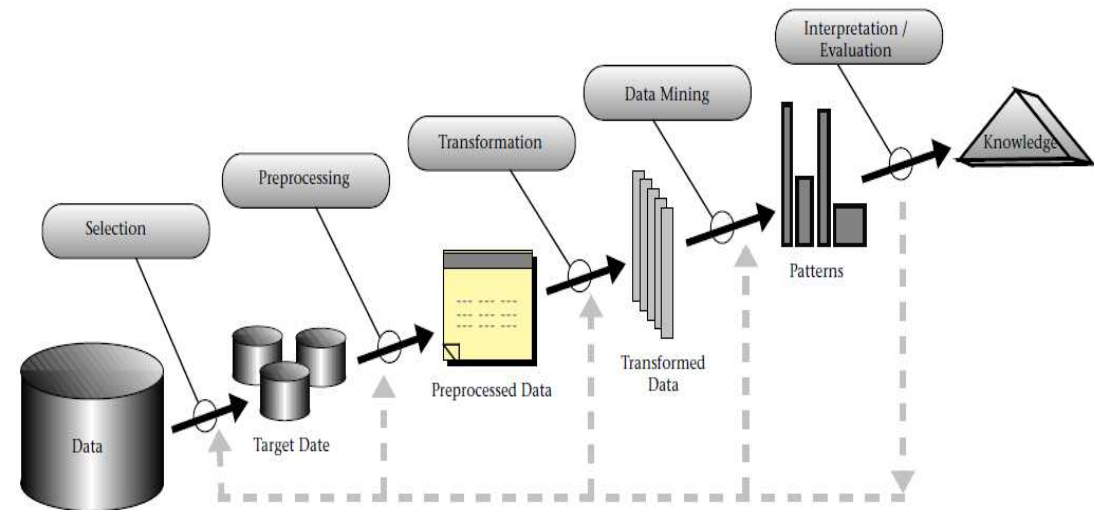 Interpretation /
Evaluation
Data Mining
Transformation
Preprocessing
Selection
Data
Target Date
Preprocessed Data
Transformed
Data
Patterns
Knowledge